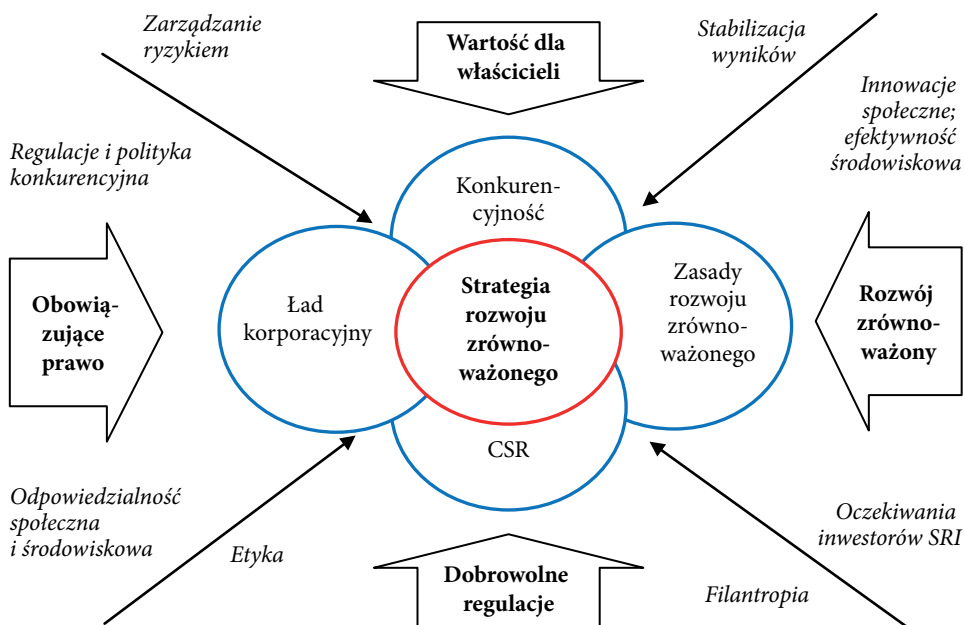 Zarządzanie
ryzykiem
Wartość dla
właścicieli
Stabilizacja
wyników
Innowacje
społeczne;
efektywność
środowiskowa
Regulacje i polityka
konkurencyjna
Konkuren-
cyjność
Obowią-
zujące
prawo
Ład
korporacyjny
Strategia
rozwoju
zrówno-
ważonego
Zasady
rozwoju
zrówno-
ważonego
Rozwój
zrówno-
ważony
CSR
Odpowiedzialność
społeczna
i środowiskowa
Etyka
Dobrowolne
regulacje
Filantropia
Oczekiwania
inwestorów SRI